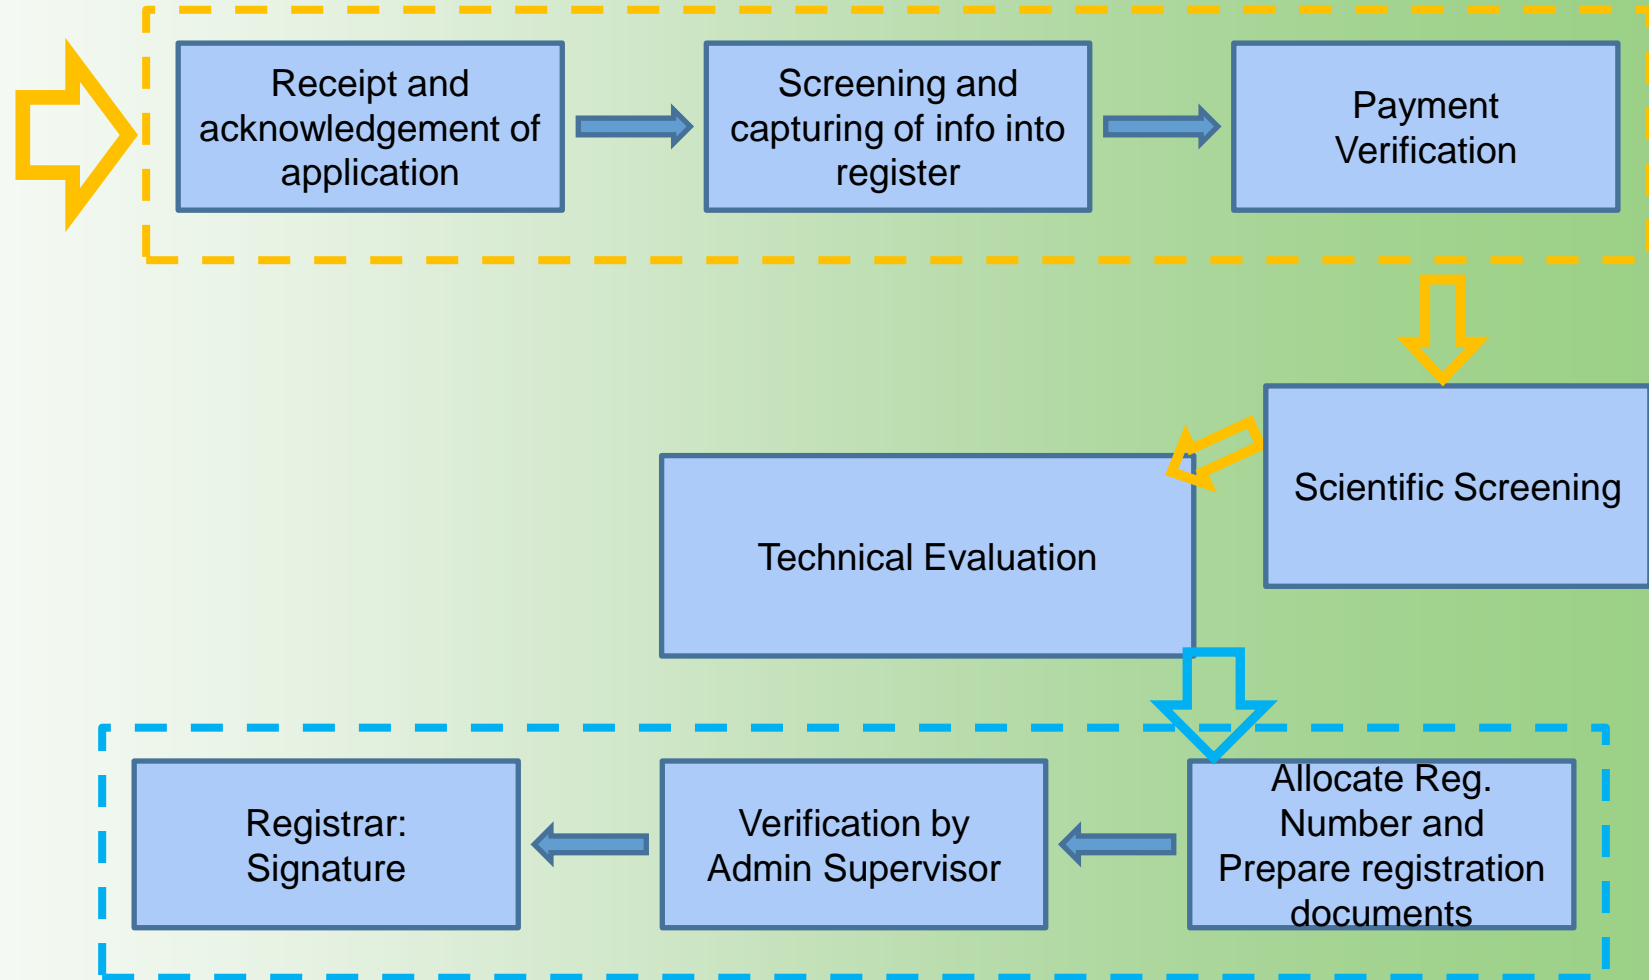 Receipt and
acknowledgement of
application
Screening and
capturing of info into
register
Payment
Verification
Scientific Screening
Technical Evaluation
Allocate Reg.
Number and
Prepare registration
documents
Verification by
Admin Supervisor
Registrar:
Signature